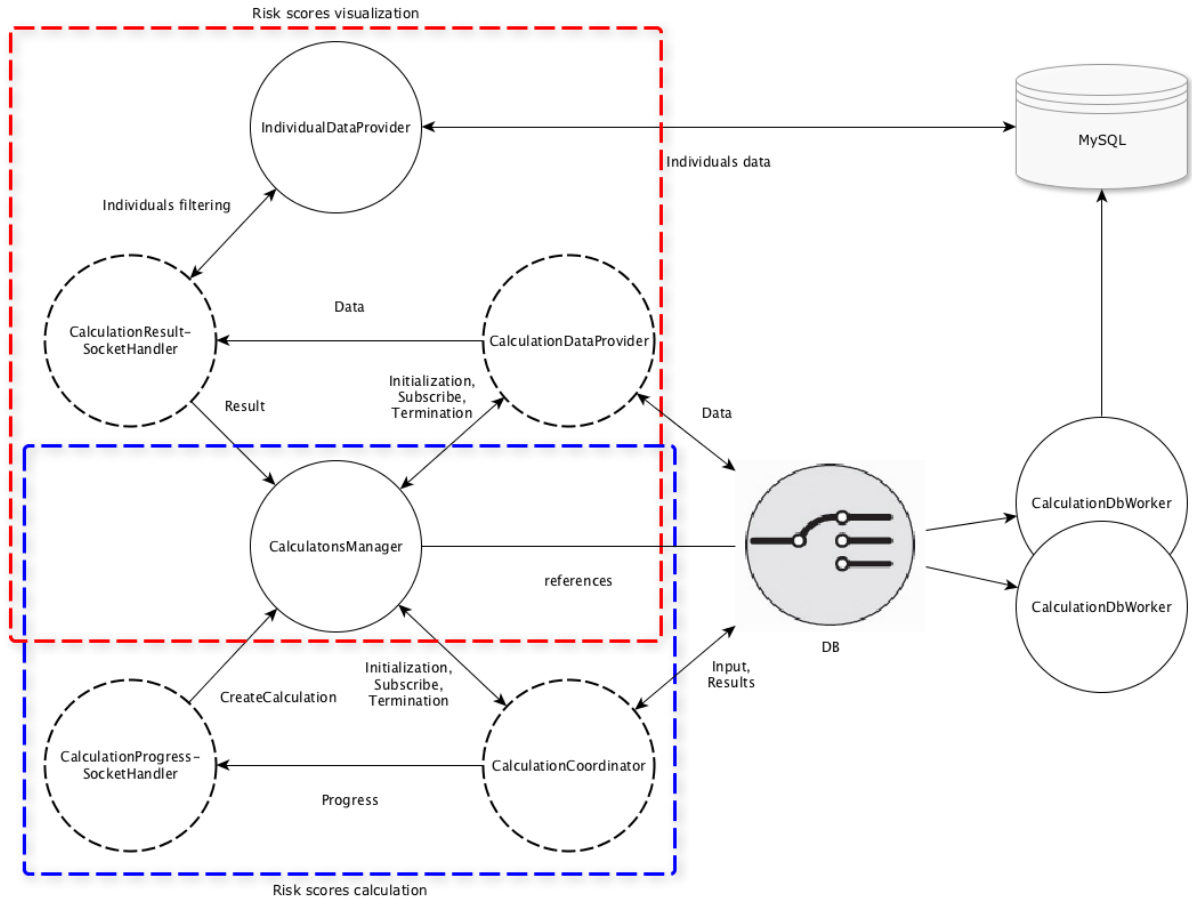 Risk scores visualization
IndividualDataProvider
MySQL
Individuals data
Individuals filtering
Data
CalculationResult-
SocketHandler
CalculationDataProvider
Initialization,
Subscribe,
Termination
Result
Data
CalculationDbWorker
CalculatonsManager
references
CalculationDbWorker
DB
Initialization,
Subscribe,
Termination
Input,
Results
CreateCalculation
CalculationProgress-
SocketHandler
CalculationCoordinator
Progress
Risk scores calculation